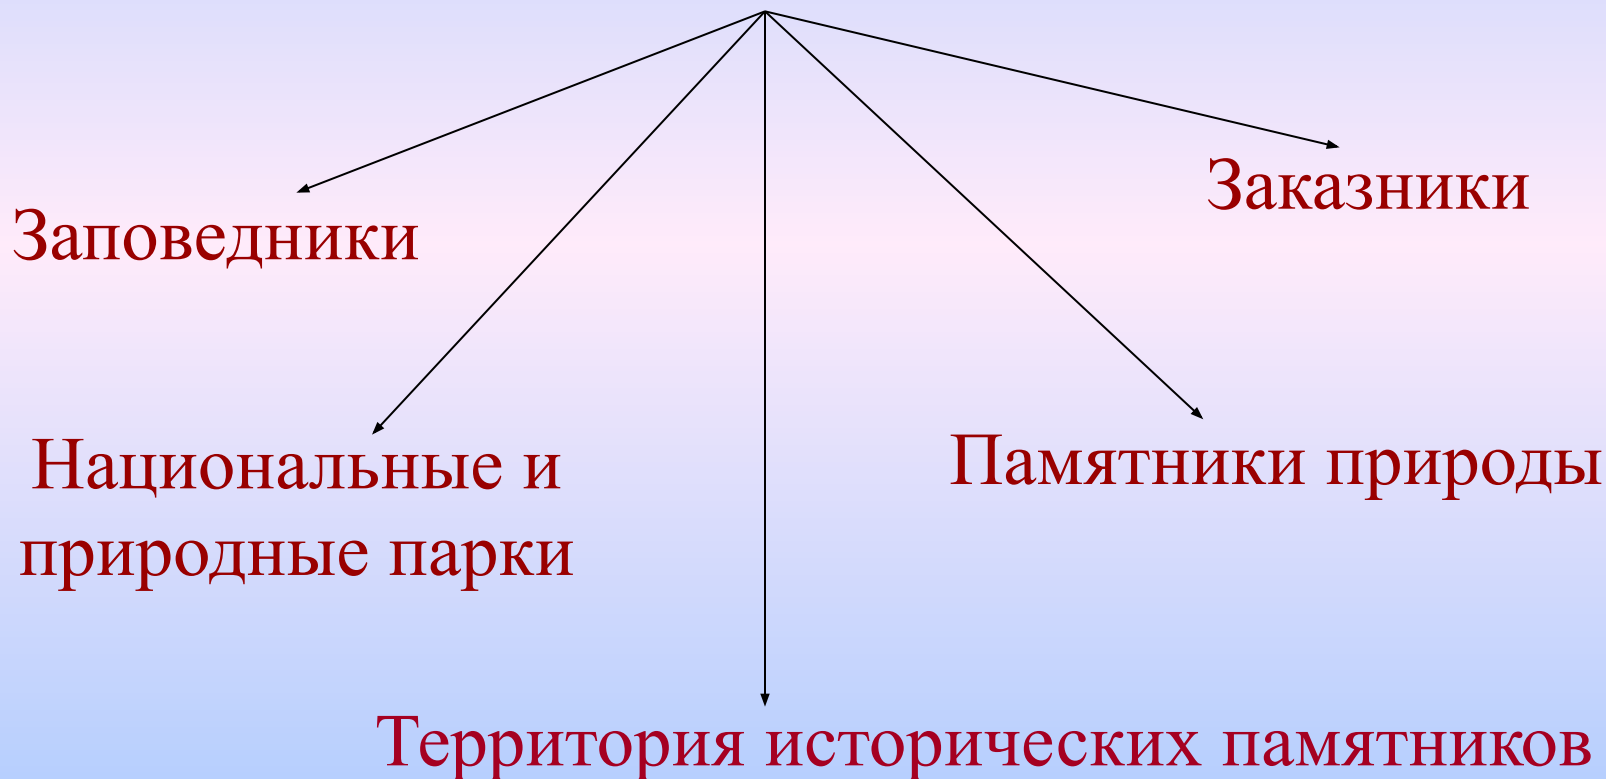 Заказники
Заповедники
Национальные и
природные парки
Памятники природы
Территория исторических памятников